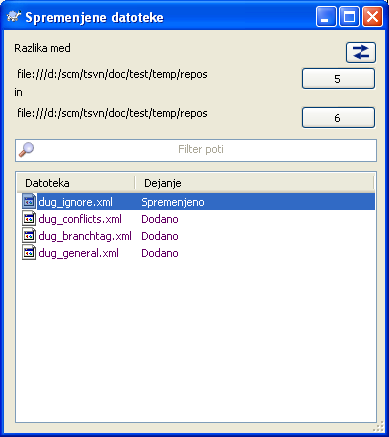 Spremenjene datoteke
Razlika med
file:///d:/scm/tsvn/doc/test/temp/repos
5
in
file:///d:/scm/tsvn/doc/test/temp/repos
6
Filter poti
Datoteka Dejanje
dug_ignore.xml Spremenjeno
dug_conflicts.xml Dodano
dug_branchtag.xml Dodano
dug_general.xml Dodano